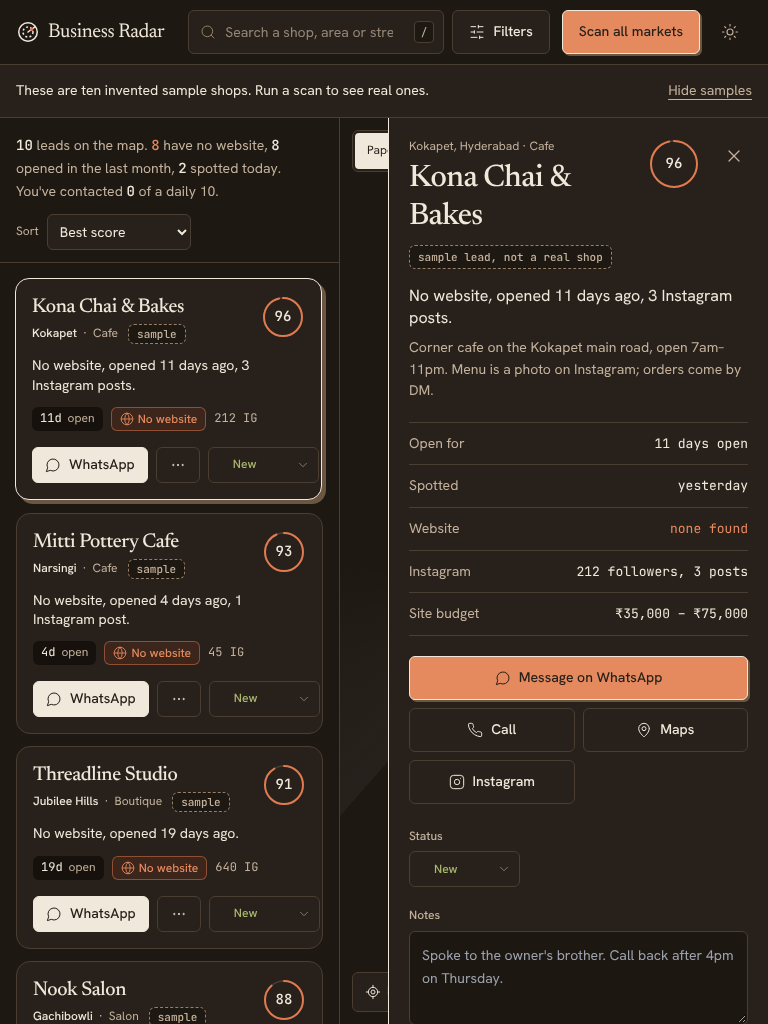 Business Radar
Search a shop, area or stre
/
Filters
Scan all markets
These are ten invented sample shops. Run a scan to see real ones.
Hide samples
10 leads on the map. 8 have no website, 8
opened in the last month, 2 spotted today.
You've contacted 0 of a daily 10.
Sort
Best score
Kona Chai & Bakes
96
Kokapet · Cafe sample
No website, opened 11 days ago, 3
Instagram posts.
11d open
No website
212 IG
WhatsApp
···
New
Mitti Pottery Cafe
93
Narsingi · Cafe sample
No website, opened 4 days ago, 1
Instagram post.
4d open
No website
45 IG
WhatsApp
···
New
Threadline Studio
91
Jubilee Hills · Boutique sample
No website, opened 19 days ago.
19d open
No website
640 IG
WhatsApp
···
New
Nook Salon
88
Gachibowli · Salon sample
Pap
Kokapet, Hyderabad · Cafe
Kona Chai &
Bakes
96
sample lead, not a real shop
No website, opened 11 days ago, 3 Instagram
posts.
Corner cafe on the Kokapet main road, open 7am–
11pm. Menu is a photo on Instagram; orders come by
DM.
Open for 11 days open
Spotted yesterday
Website none found
Instagram 212 followers, 3 posts
Site budget ₹35,000 – ₹75,000
Message on WhatsApp
Call
Maps
Instagram
Status
New
Notes
Spoke to the owner's brother. Call back after 4pm
on Thursday.